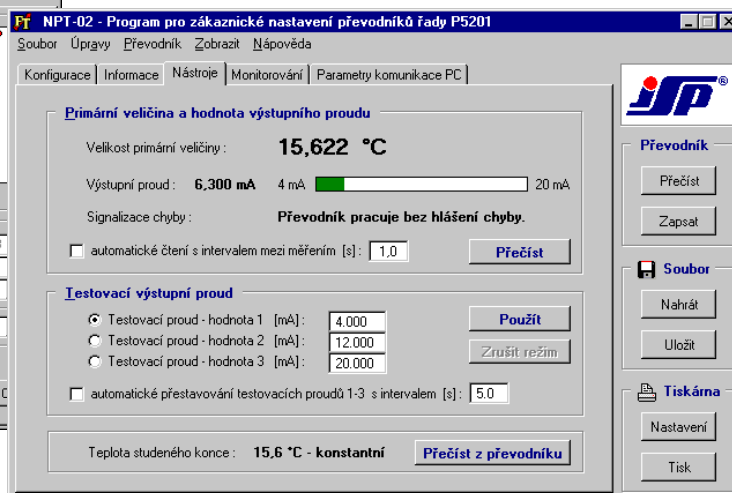 NPT-02 - Program pro zákaznické nastavení převodníků řady P5201
Soubor Úpravy Převodník Zobrazit Nápověda
Konfigurace Informace Nástroje Monitorování Parametry komunikace PC
Primární veličina a hodnota výstupního proudu
Velikost primární veličiny : 15,622 °C
Výstupní proud : 6,300 mA 4 mA 20 mA
Signalizace chyby : Převodník pracuje bez hlášení chyby.
automatické čtení s intervalem mezi měřením [s] : 1,0 Přečíst
Testovací výstupní proud
Testovací proud - hodnota 1 [mA] : 4.000 Použít
Testovací proud - hodnota 2 [mA] : 12.000
Testovací proud - hodnota 3 [mA] : 20.000 Zrušit režim
automatické přestavování testovacích proudů 1-3 s intervalem [s] : 5.0
Teplota studeného konce : 15,6 °C - konstantní Přečíst z převodníku
JSP®
Převodník
Přečíst
Zapsat
Soubor
Nahrát
Uložit
Tiskárna
Nastavení
Tisk